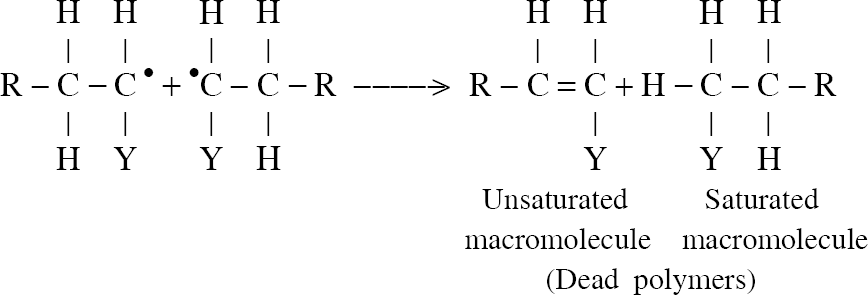 H H H H H H H H
R – C – C• + •C – C – R ----→ R – C = C + H – C – C – R
H Y Y H Y Y H
Unsaturated Saturated
macromolecule macromolecule
(Dead polymers)